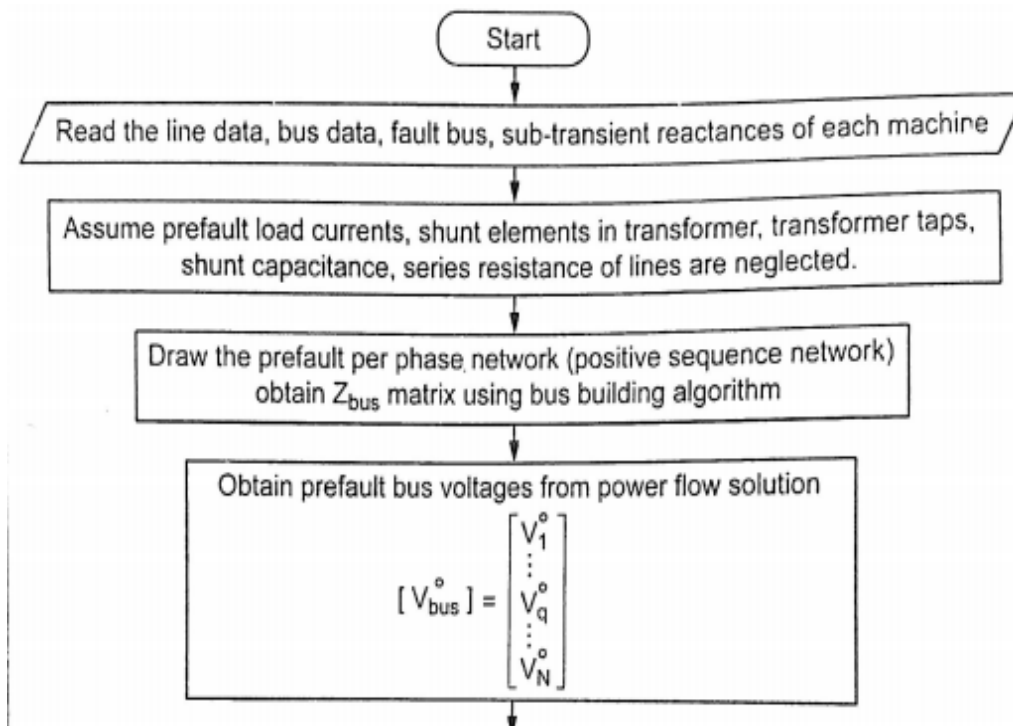 Start
Read the line data, bus data, fault bus, sub-transient reactances of each machine
Assume prefault load currents, shunt elements in transformer, transformer taps,
shunt capacitance, series resistance of lines are neglected.
Draw the prefault per phase network (positive sequence network)
obtain Z_bus matrix using bus building algorithm
Obtain prefault bus voltages from power flow solution
[ V°_bus ] = [ V°_1
⋮
V°_q
⋮
V°_N ]